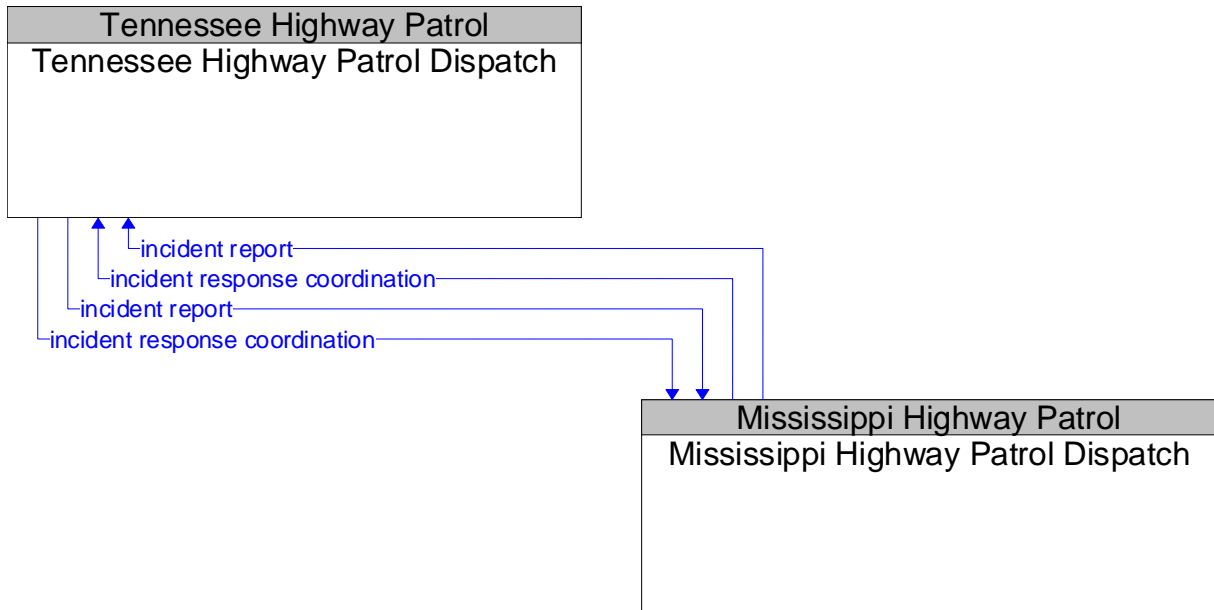 Tennessee Highway Patrol
Tennessee Highway Patrol Dispatch
incident report
incident response coordination
incident report
incident response coordination
Mississippi Highway Patrol
Mississippi Highway Patrol Dispatch